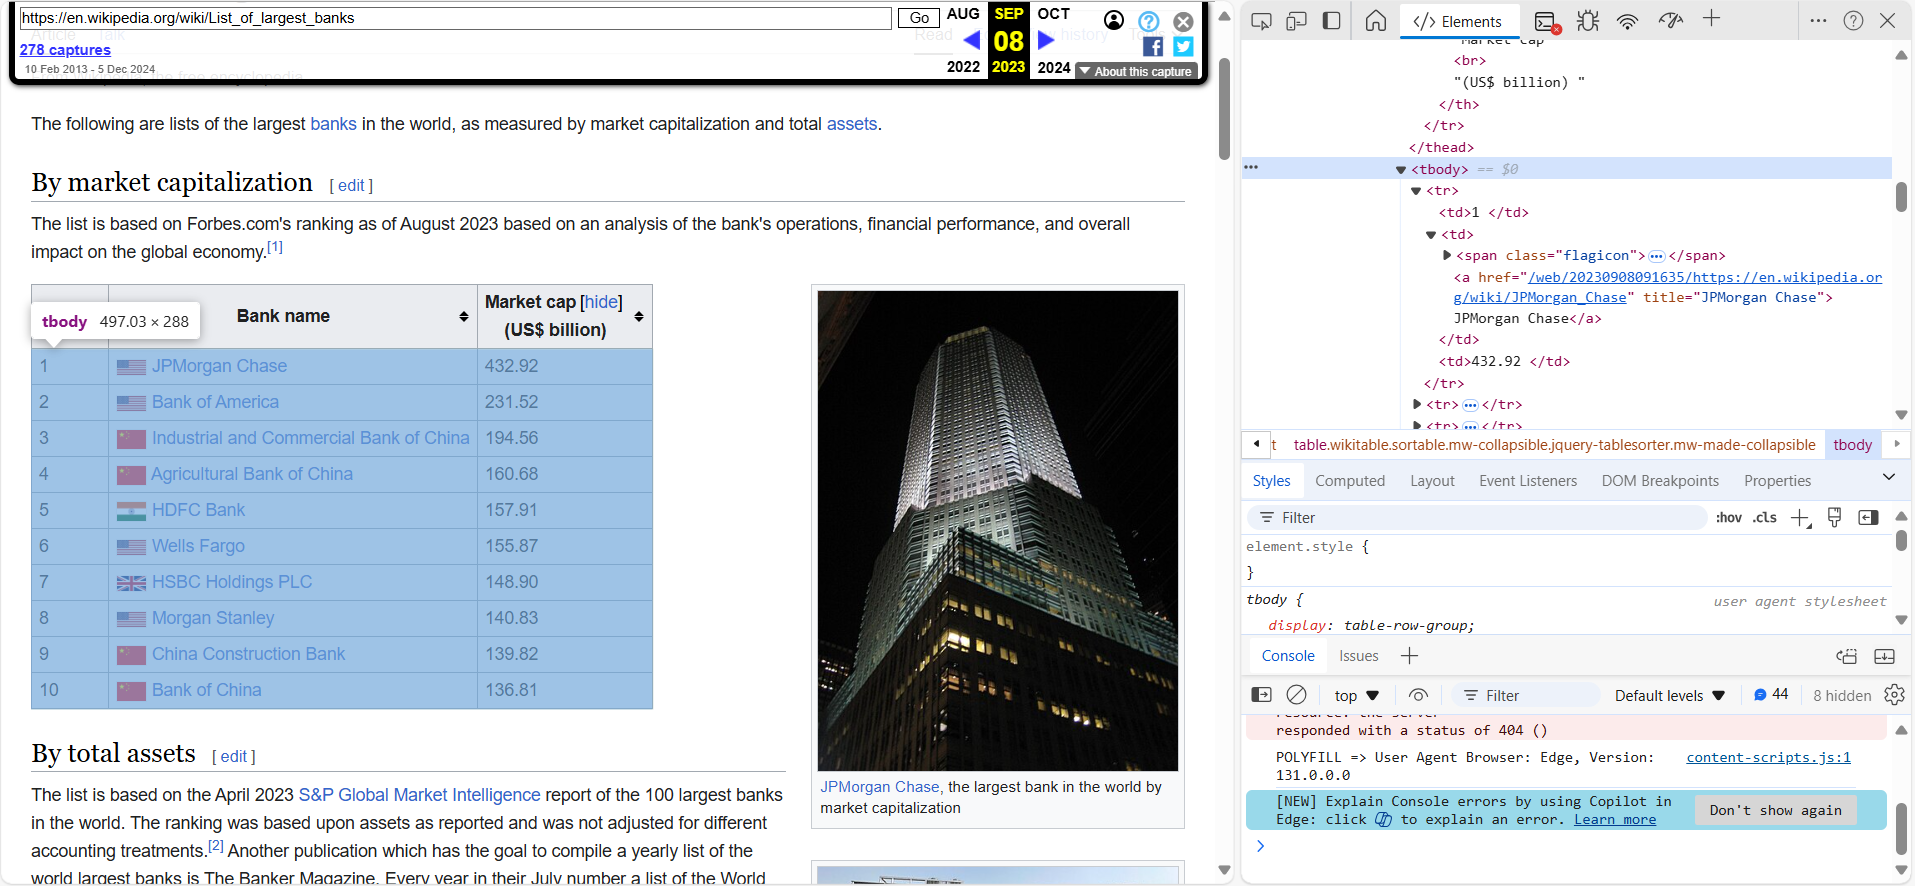 https://en.wikipedia.org/wiki/List_of_largest_banks
Go
AUG SEP OCT
08
2022 2023 2024
278 captures
10 Feb 2013 - 5 Dec 2024
About this capture
Article Talk
Read
history
the free encyclopedia
The following are lists of the largest banks in the world, as measured by market capitalization and total assets.
By market capitalization [ edit ]
The list is based on Forbes.com's ranking as of August 2023 based on an analysis of the bank's operations, financial performance, and overall
impact on the global economy.[1]
tbody 497.03 × 288
Bank name
Market cap [hide]
(US$ billion)
1 JPMorgan Chase 432.92
2 Bank of America 231.52
3 Industrial and Commercial Bank of China 194.56
4 Agricultural Bank of China 160.68
5 HDFC Bank 157.91
6 Wells Fargo 155.87
7 HSBC Holdings PLC 148.90
8 Morgan Stanley 140.83
9 China Construction Bank 139.82
10 Bank of China 136.81
JPMorgan Chase, the largest bank in the world by
market capitalization
By total assets [ edit ]
The list is based on the April 2023 S&P Global Market Intelligence report of the 100 largest banks
in the world. The ranking was based upon assets as reported and was not adjusted for different
accounting treatments.[2] Another publication which has the goal to compile a yearly list of the
world largest banks is The Banker Magazine. Every year in their July number a list of the World
</> Elements
Market cap
<br>
"(US$ billion) "
</th>
</tr>
</thead>
<tbody> == $0
<tr>
<td>1 </td>
<td>
<span class="flagicon">…</span>
<a href="/web/20230908091635/https://en.wikipedia.or
g/wiki/JPMorgan_Chase" title="JPMorgan Chase">
JPMorgan Chase</a>
</td>
<td>432.92 </td>
</tr>
<tr>…</tr>
<tr>…</tr>
t table.wikitable.sortable.mw-collapsible.jquery-tablesorter.mw-made-collapsible tbody
Styles Computed Layout Event Listeners DOM Breakpoints Properties
Filter :hov .cls
element.style {
}
tbody { user agent stylesheet
display: table-row-group;
Console Issues
top Filter Default levels 44 8 hidden
resource: the server
responded with a status of 404 ()
POLYFILL => User Agent Browser: Edge, Version: content-scripts.js:1
131.0.0.0
[NEW] Explain Console errors by using Copilot in
Edge: click to explain an error. Learn more
Don't show again